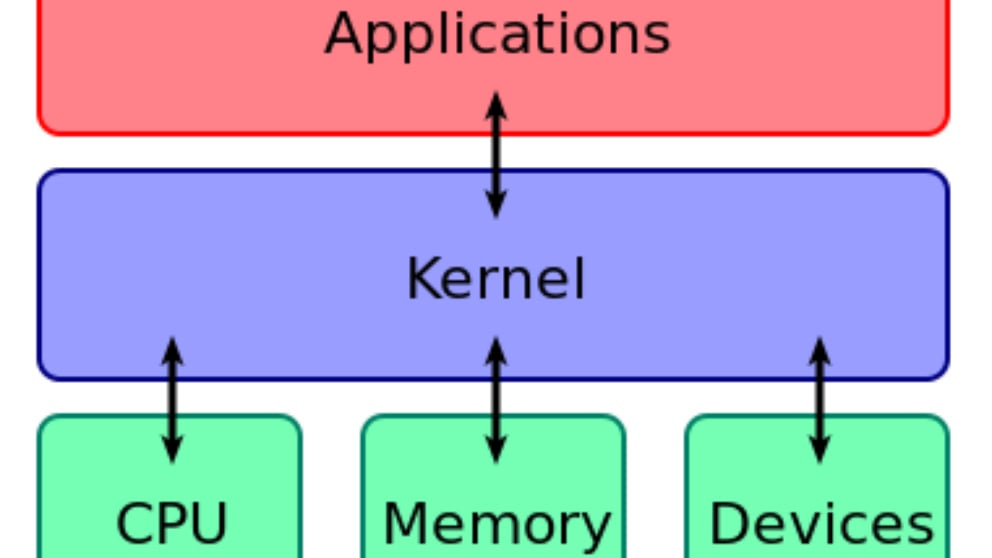 Applications
Kernel
CPU Memory Devices